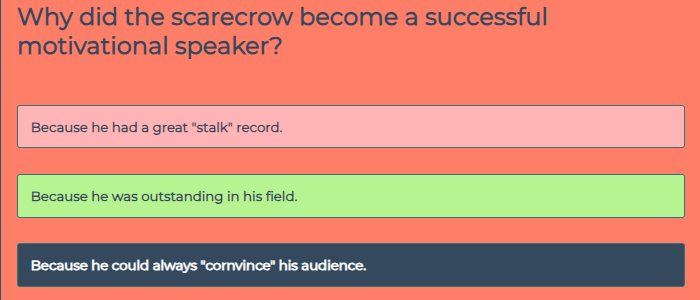 Why did the scarecrow become a successful
motivational speaker?
Because he had a great "stalk" record.
Because he was outstanding in his field.
Because he could always "cornvince" his audience.